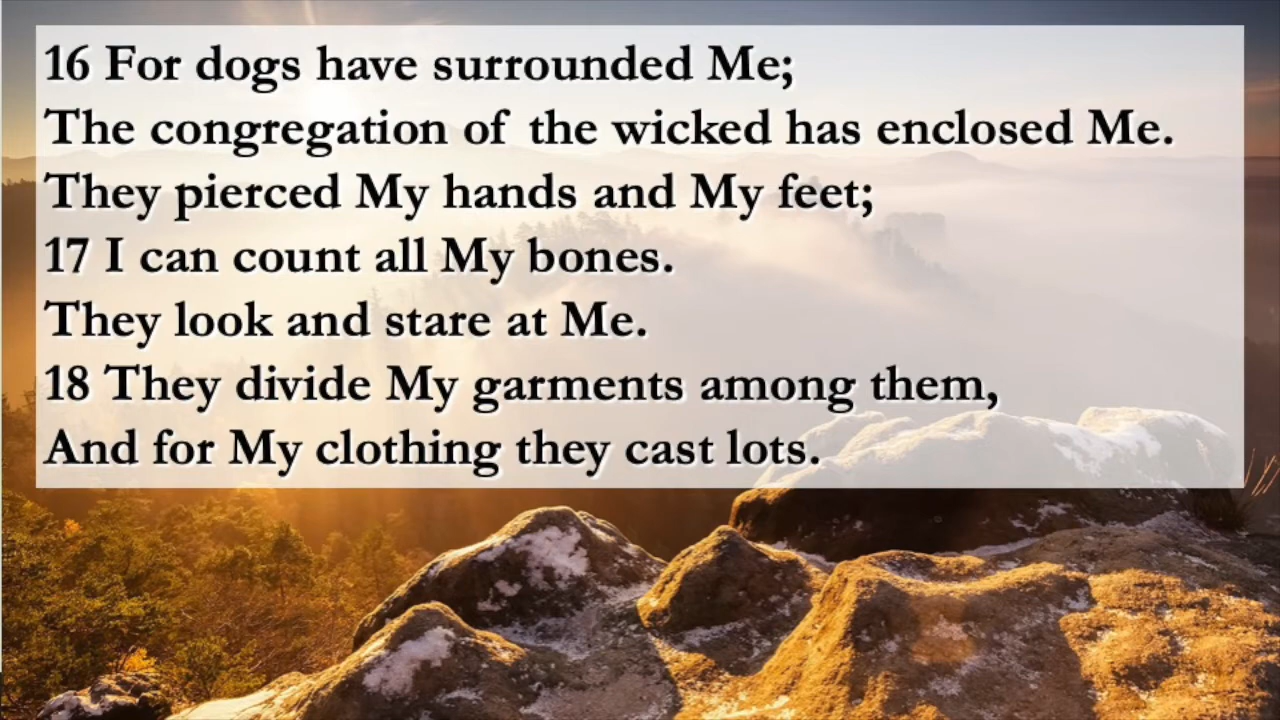 16 For dogs have surrounded Me;
The congregation of the wicked has enclosed Me.
They pierced My hands and My feet;
17 I can count all My bones.
They look and stare at Me.
18 They divide My garments among them,
And for My clothing they cast lots.